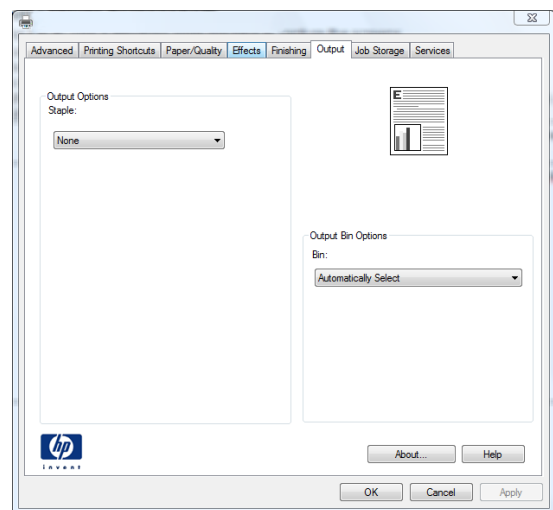 Advanced Printing Shortcuts Paper/Quality Effects Finishing Output Job Storage Services
Output Options
Staple:
None
E
Output Bin Options
Bin:
Automatically Select
hp
invent
About... Help
OK Cancel Apply